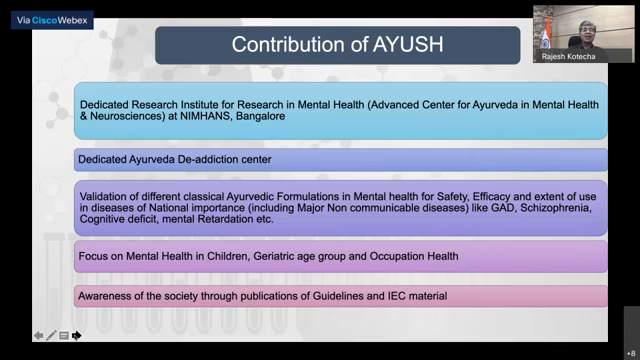 Via Cisco Webex
Contribution of AYUSH
Rajesh Kotecha
Dedicated Research Institute for Research in Mental Health (Advanced Center for Ayurveda in Mental Health
& Neurosciences) at NIMHANS, Bangalore
Dedicated Ayurveda De-addiction center
Validation of different classical Ayurvedic Formulations in Mental health for Safety, Efficacy and extent of use
in diseases of National importance (including Major Non communicable diseases) like GAD, Schizophrenia,
Cognitive deficit, mental Retardation etc.
Focus on Mental Health in Children, Geriatric age group and Occupation Health
Awareness of the society through publications of Guidelines and IEC material
+8